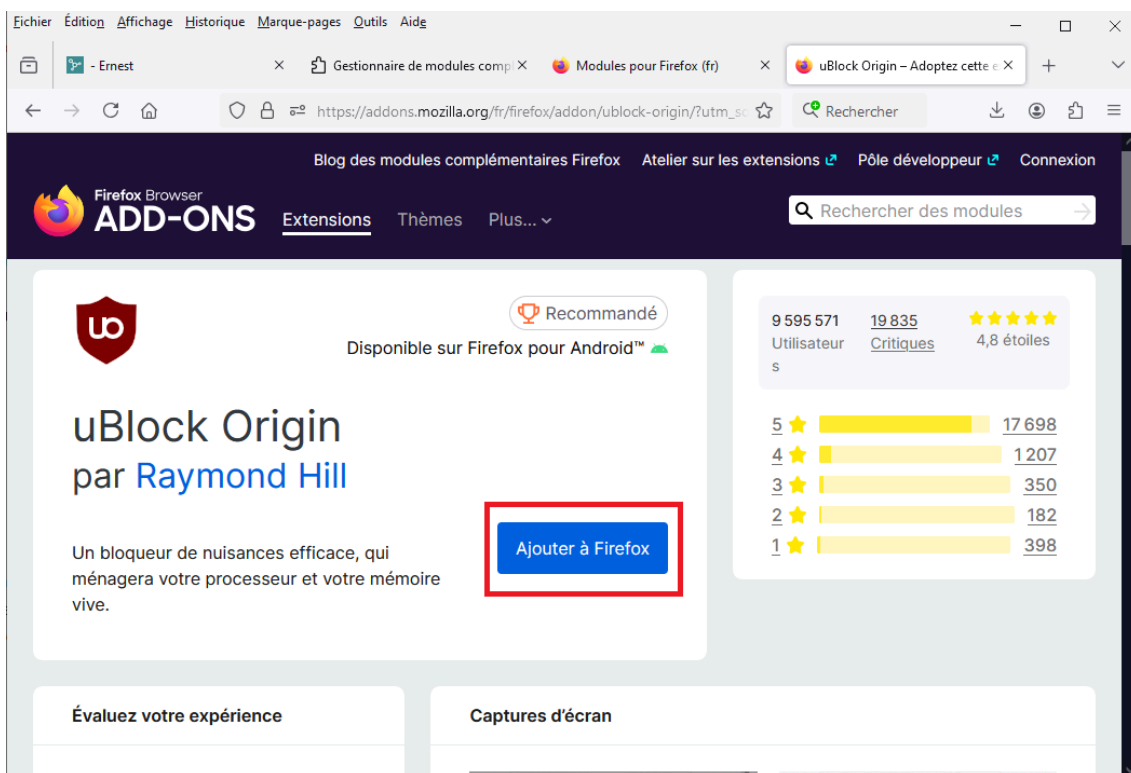 Fichier Édition Affichage Historique Marque-pages Outils Aide
- Ernest
Gestionnaire de modules compl
Modules pour Firefox (fr)
uBlock Origin – Adoptez cette e
https://addons.mozilla.org/fr/firefox/addon/ublock-origin/?utm_so
Rechercher
Blog des modules complémentaires Firefox Atelier sur les extensions Pôle développeur Connexion
Firefox Browser
ADD-ONS
Extensions Thèmes Plus...
Rechercher des modules
uo
Recommandé
Disponible sur Firefox pour Android™
uBlock Origin
par Raymond Hill
Un bloqueur de nuisances efficace, qui
ménagera votre processeur et votre mémoire
vive.
Ajouter à Firefox
9 595 571 19 835
Utilisateur Critiques 4,8 étoiles
s
5 17 698
4 1 207
3 350
2 182
1 398
Évaluez votre expérience
Captures d’écran